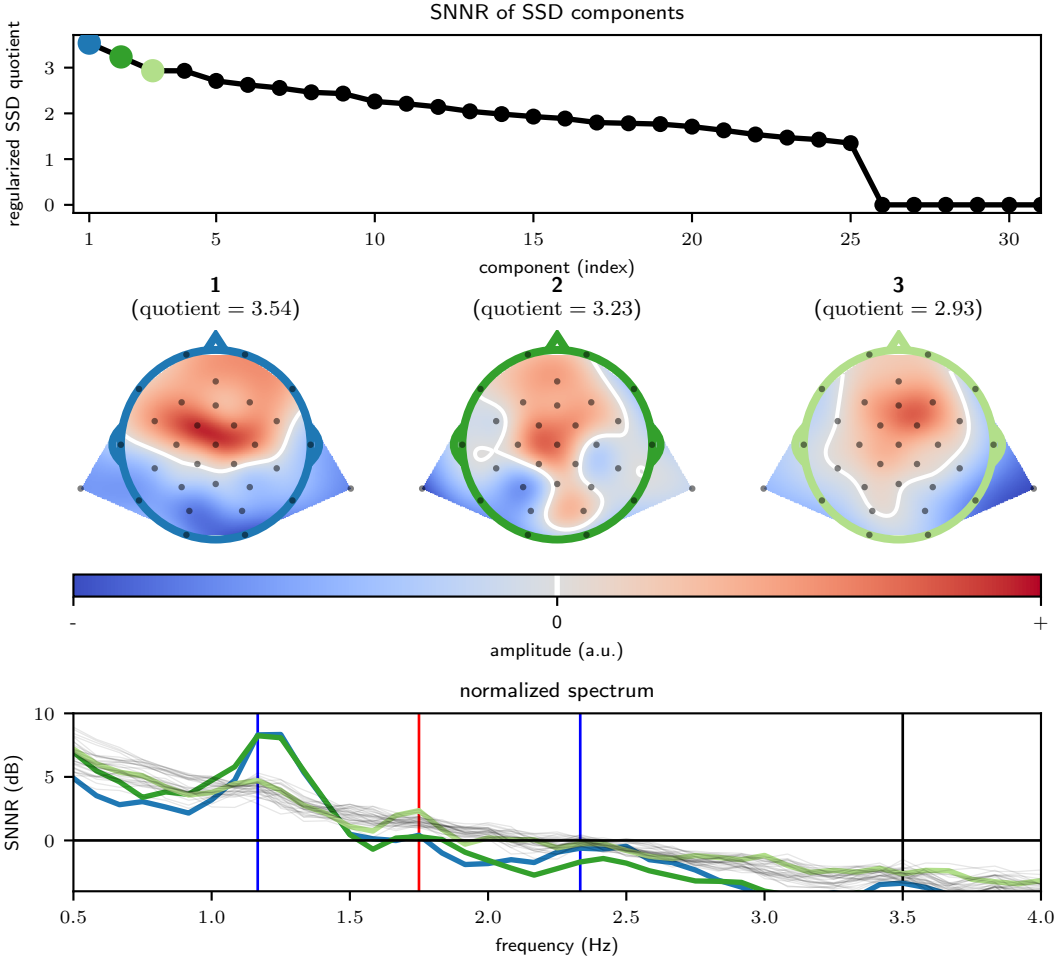 SNNR of SSD components
regularized SSD quotient
3
2
1
0
1 5 10 15 20 25 30
component (index)
1 2 3
(quotient = 3.54) (quotient = 3.23) (quotient = 2.93)
- 0 +
amplitude (a.u.)
normalized spectrum
SNNR (dB)
10
5
0
0.5 1.0 1.5 2.0 2.5 3.0 3.5 4.0
frequency (Hz)